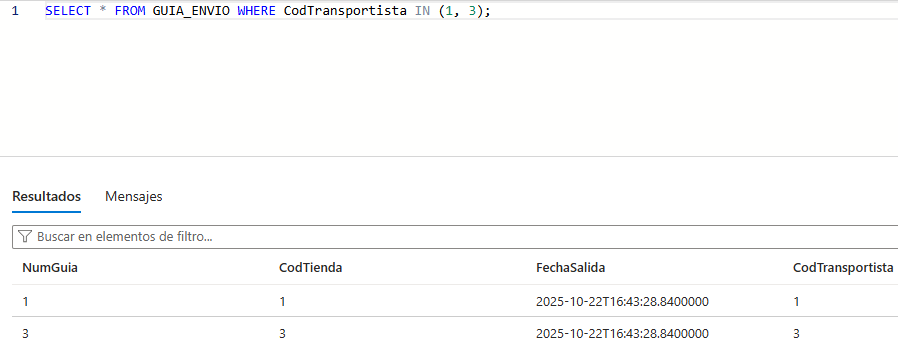 1 SELECT * FROM GUIA_ENVIO WHERE CodTransportista IN (1, 3);
Resultados Mensajes
Buscar en elementos de filtro...
NumGuia CodTienda FechaSalida CodTransportista
1 1 2025-10-22T16:43:28.8400000 1
3 3 2025-10-22T16:43:28.8400000 3